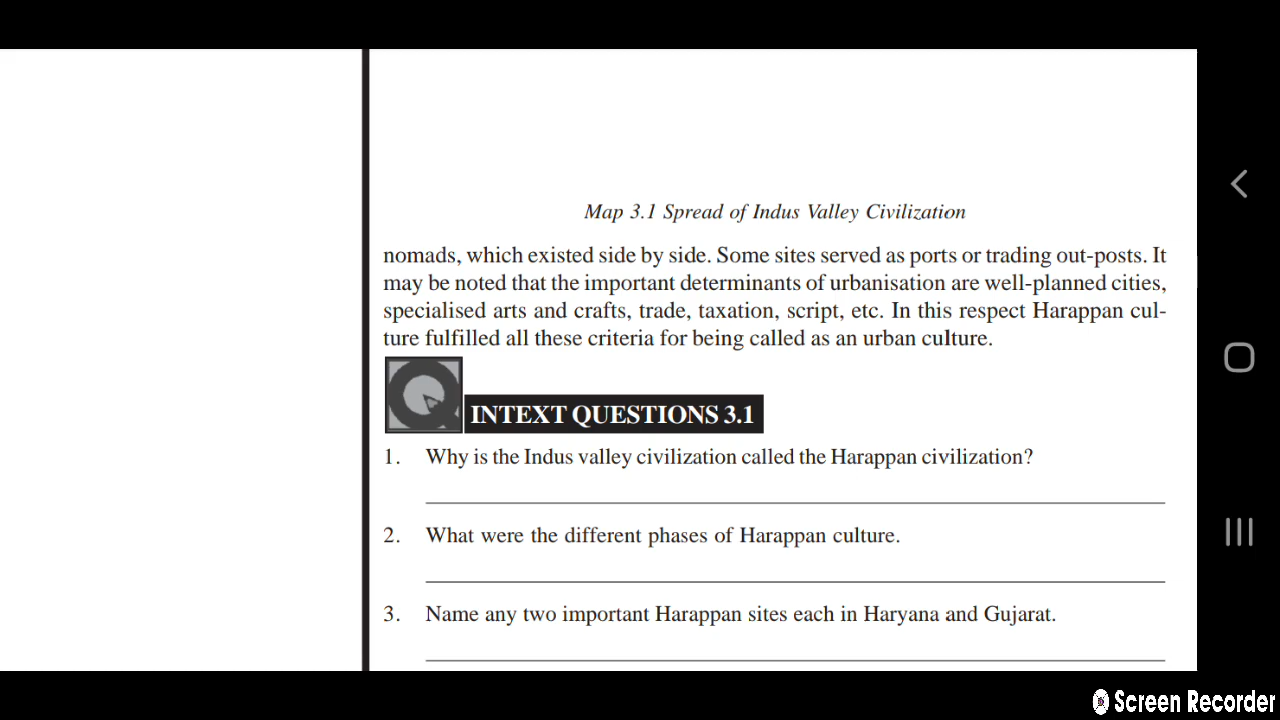 Map 3.1 Spread of Indus Valley Civilization
nomads, which existed side by side. Some sites served as ports or trading out-posts. It
may be noted that the important determinants of urbanisation are well-planned cities,
specialised arts and crafts, trade, taxation, script, etc. In this respect Harappan cul-
ture fulfilled all these criteria for being called as an urban culture.
INTEXT QUESTIONS 3.1
1. Why is the Indus valley civilization called the Harappan civilization?
2. What were the different phases of Harappan culture.
3. Name any two important Harappan sites each in Haryana and Gujarat.
Screen Recorder